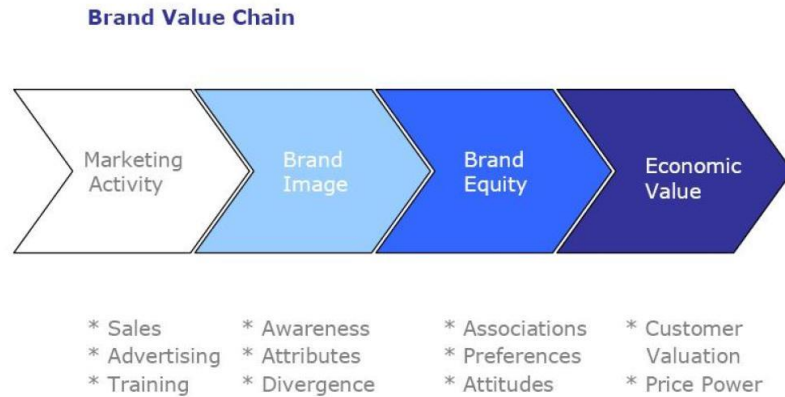 Brand Value Chain
Marketing
Activity
Brand
Image
Brand
Equity
Economic
Value
* Sales
* Advertising
* Training
* Awareness
* Attributes
* Divergence
* Associations
* Preferences
* Attitudes
* Customer
Valuation
* Price Power